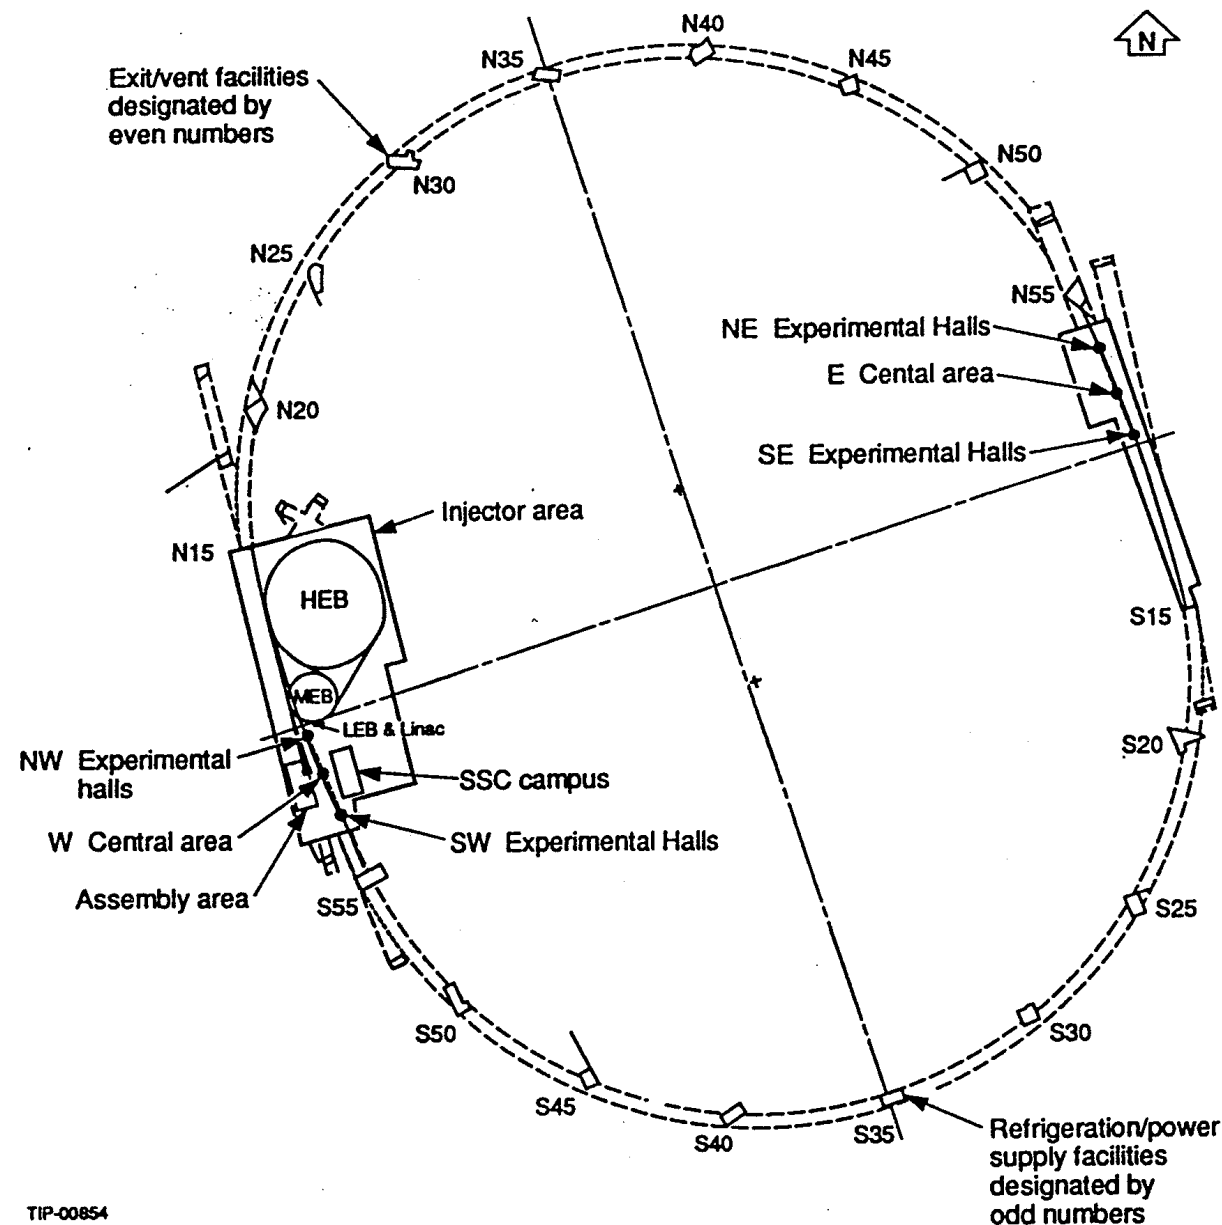 N40
N
N35
N45
Exit/vent facilities
designated by
even numbers
N50
N30
N25
N55
NE Experimental Halls
E Cental area
N20
SE Experimental Halls
Injector area
N15
HEB
S15
MEB
LEB & Linac
S20
NW Experimental
halls
SSC campus
W Central area
SW Experimental Halls
Assembly area
S55
S25
S50
S30
S45
S40
S35
Refrigeration/power
supply facilities
designated by
odd numbers
TIP-00854